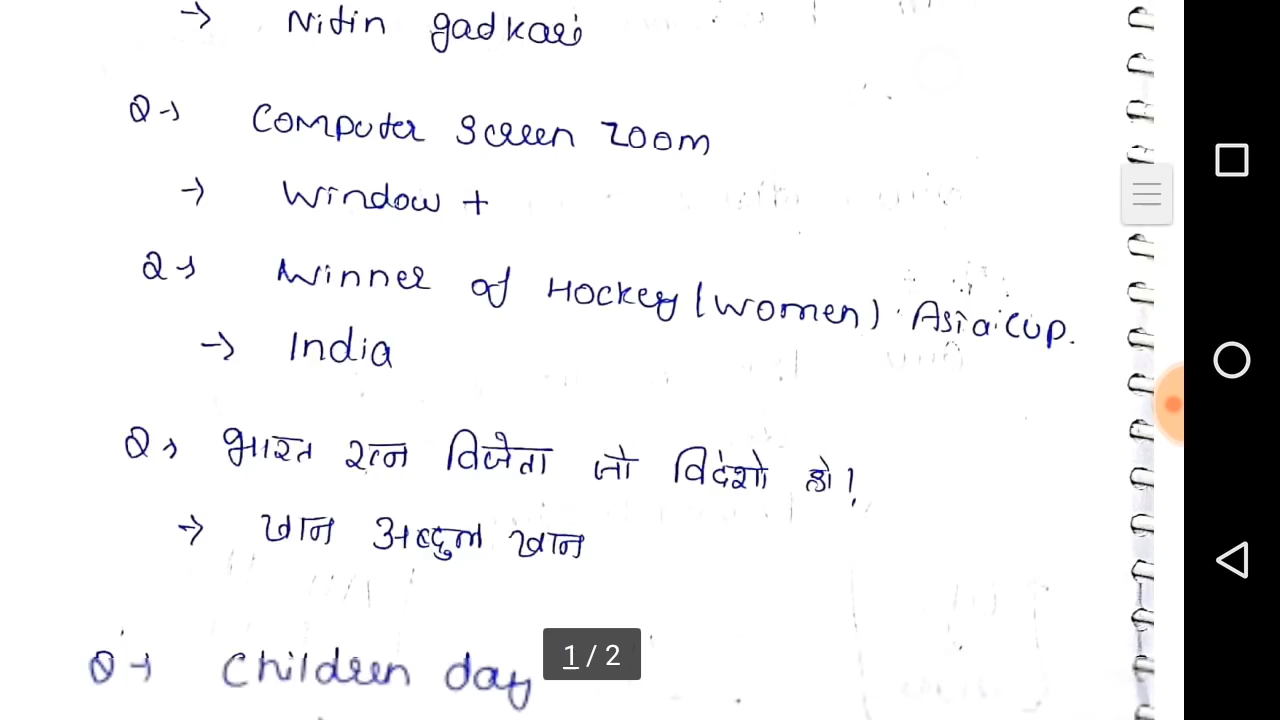 → Nitin gadkari
Q→ Computer screen zoom
→ Window +
Q→ Winner of Hockey (women) Asia cup.
→ India
Q→ भारत रत्न विजेता जो विदेशो हो।
→ खान अब्दुल खान
Q→ Children day
1 / 2